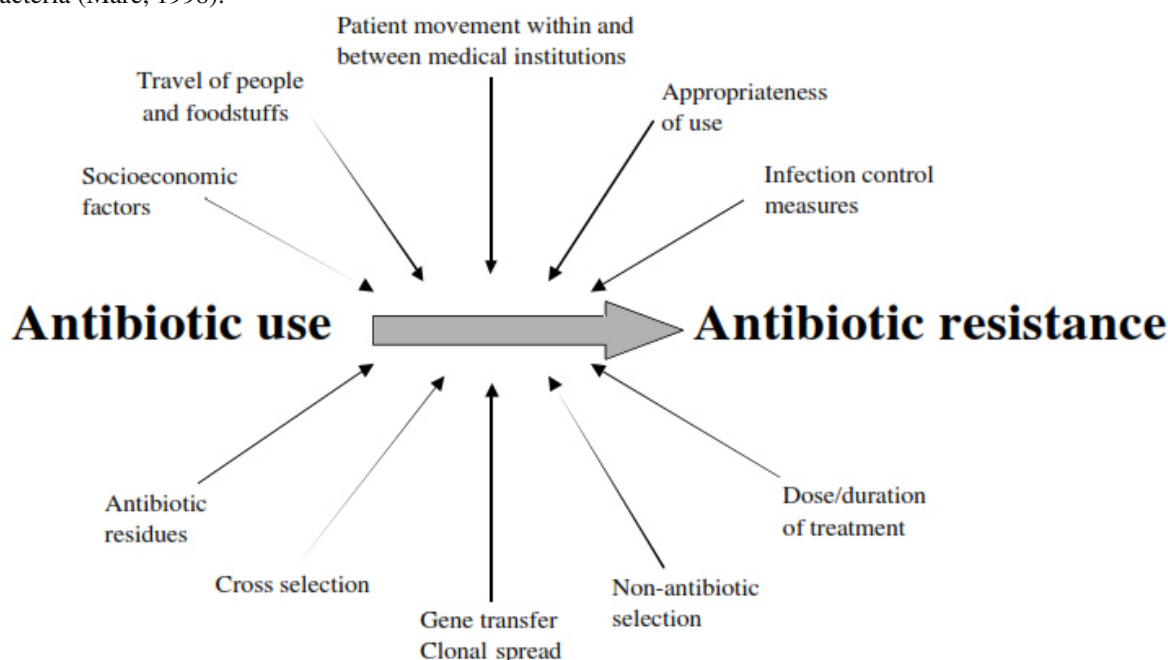 (Marc, 1998).
Patient movement within and
between medical institutions
Travel of people
and foodstuffs
Appropriateness
of use
Socioeconomic
factors
Infection control
measures
Antibiotic use
Antibiotic resistance
Antibiotic
residues
Dose/duration
of treatment
Cross selection
Non-antibiotic
selection
Gene transfer
Clonal spread